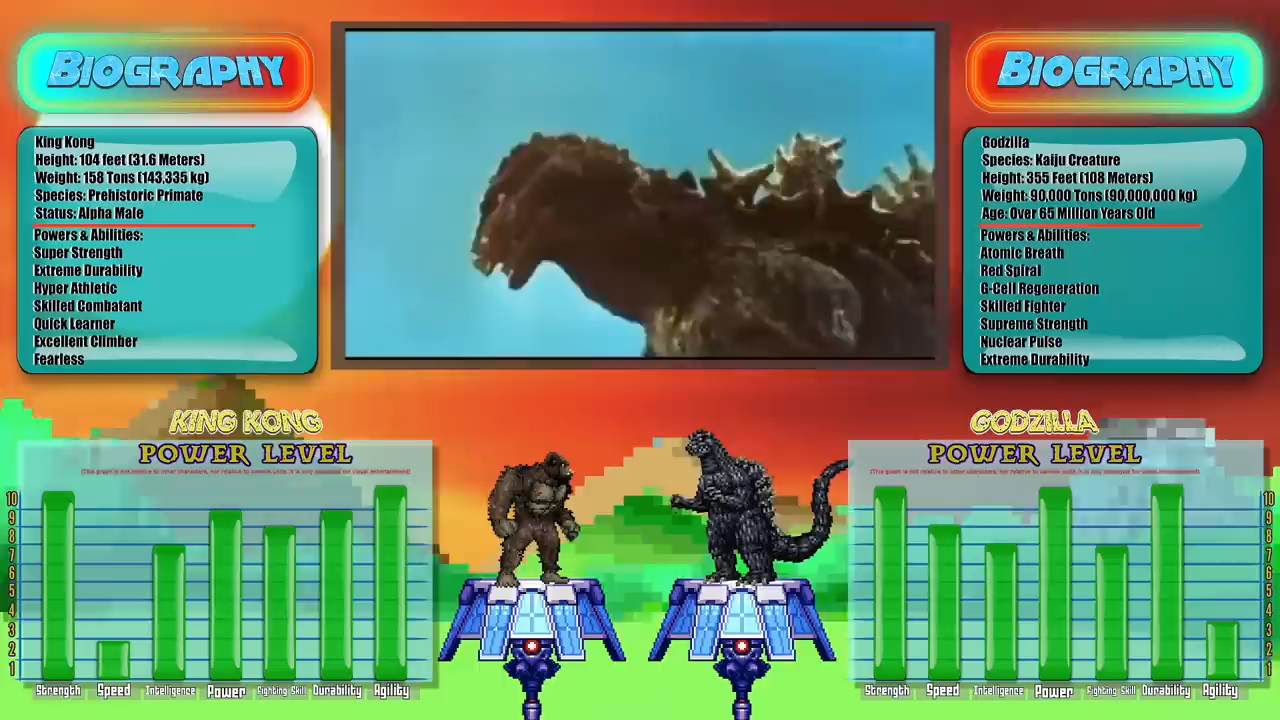 BIOGRAPHY
King Kong
Height: 104 feet (31.6 Meters)
Weight: 158 Tons (143,335 kg)
Species: Prehistoric Primate
Status: Alpha Male
Powers & Abilities:
Super Strength
Extreme Durability
Hyper Athletic
Skilled Combatant
Quick Learner
Excellent Climber
Fearless
BIOGRAPHY
Godzilla
Species: Kaiju Creature
Height: 355 Feet (108 Meters)
Weight: 90,000 Tons (90,000,000 kg)
Age: Over 65 Million Years Old
Powers & Abilities:
Atomic Breath
Red Spiral
G-Cell Regeneration
Skilled Fighter
Supreme Strength
Nuclear Pulse
Extreme Durability
KING KONG
POWER LEVEL
10
9
8
7
6
5
4
3
2
1
Strength Speed Intelligence Power Fighting Skill Durability Agility
GODZILLA
POWER LEVEL
10
9
8
7
6
5
4
3
2
1
Strength Speed Intelligence Power Fighting Skill Durability Agility